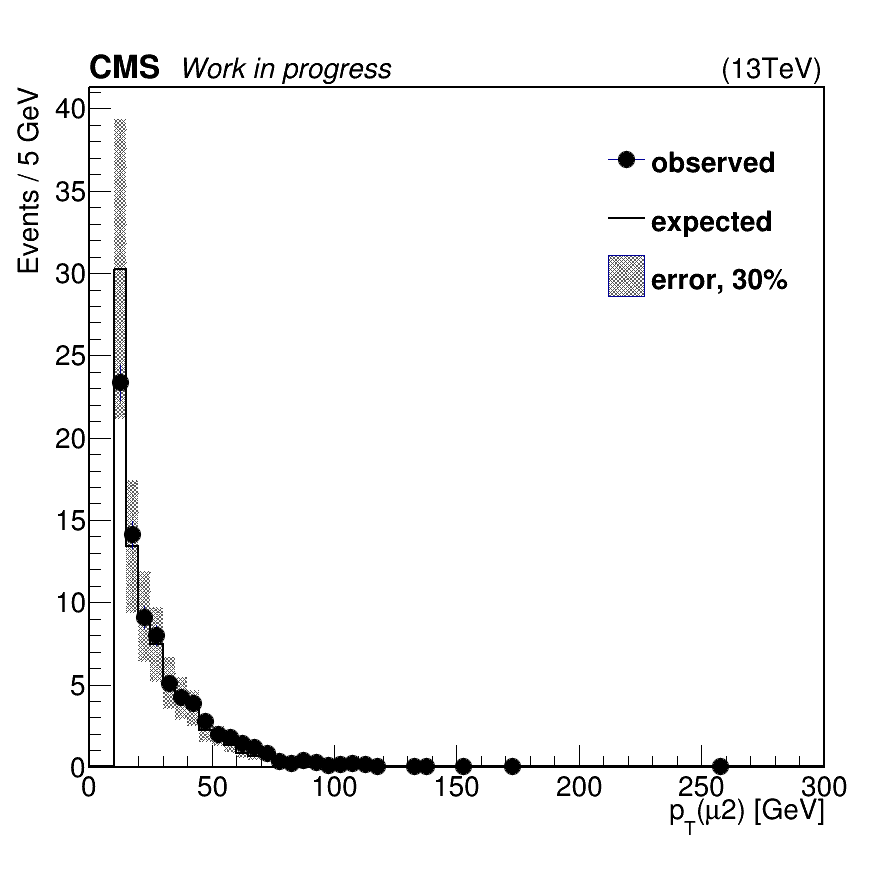 CMS Work in progress (13TeV)
Events / 5 GeV
40
35
30
25
20
15
10
5
0
observed
expected
error, 30%
0 50 100 150 200 250 300
p_T(μ2) [GeV]